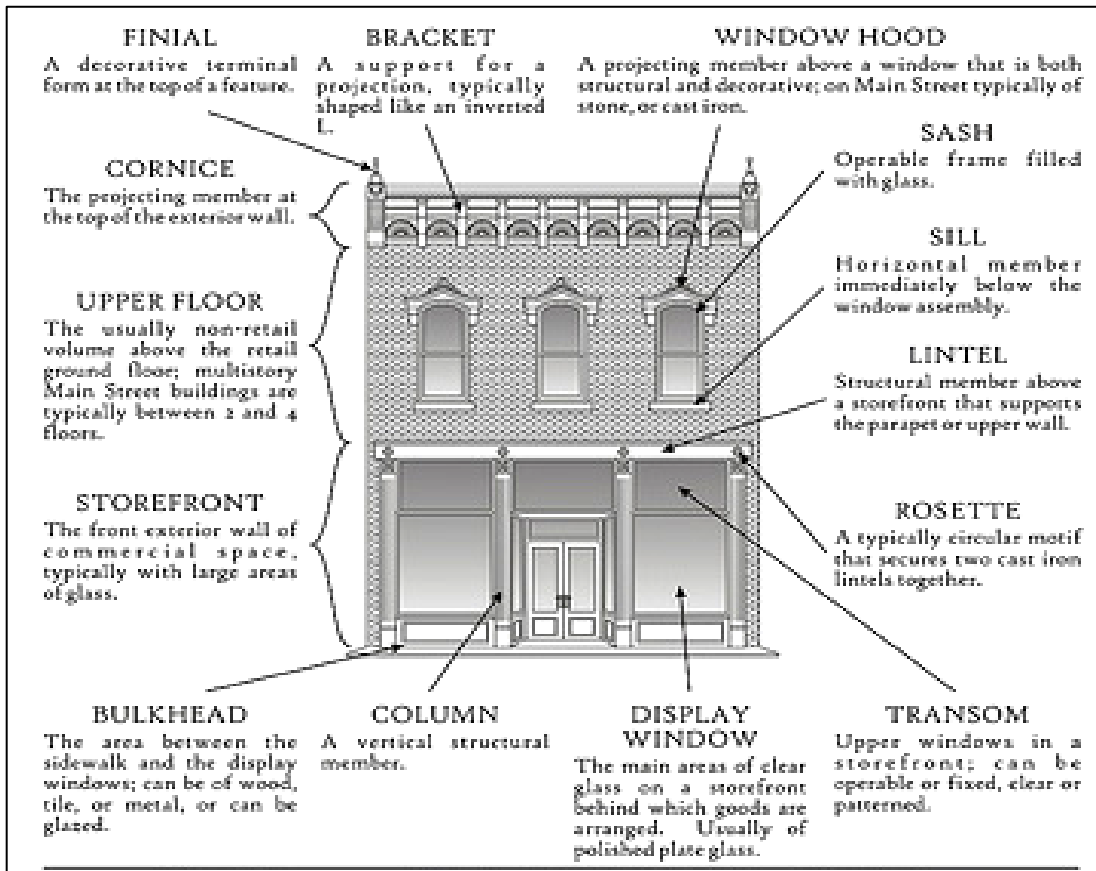 FINIAL
A decorative terminal
form at the top of a feature.
BRACKET
A support for a
projection, typically
shaped like an inverted
L.
WINDOW HOOD
A projecting member above a window that is both
structural and decorative; on Main Street typically of
stone, or cast iron.
CORNICE
The projecting member at
the top of the exterior wall.
SASH
Operable frame filled
with glass.
UPPER FLOOR
The usually non-retail
volume above the retail
ground floor; multistory
Main Street buildings are
typically between 2 and 4
floors.
SILL
Horizontal member
immediately below the
window assembly.
LINTEL
Structural member above
a storefront that supports
the parapet or upper wall.
STOREFRONT
The front exterior wall of
commercial space,
typically with large areas
of glass.
ROSETTE
A typically circular motif
that secures two cast iron
lintels together.
BULKHEAD
The area between the
sidewalk and the display
windows; can be of wood,
tile, or metal, or can be
glazed.
COLUMN
A vertical structural
member.
DISPLAY
WINDOW
The main areas of clear
glass on a storefront
behind which goods are
arranged. Usually of
polished plate glass.
TRANSOM
Upper windows in a
storefront; can be
operable or fixed, clear or
patterned.